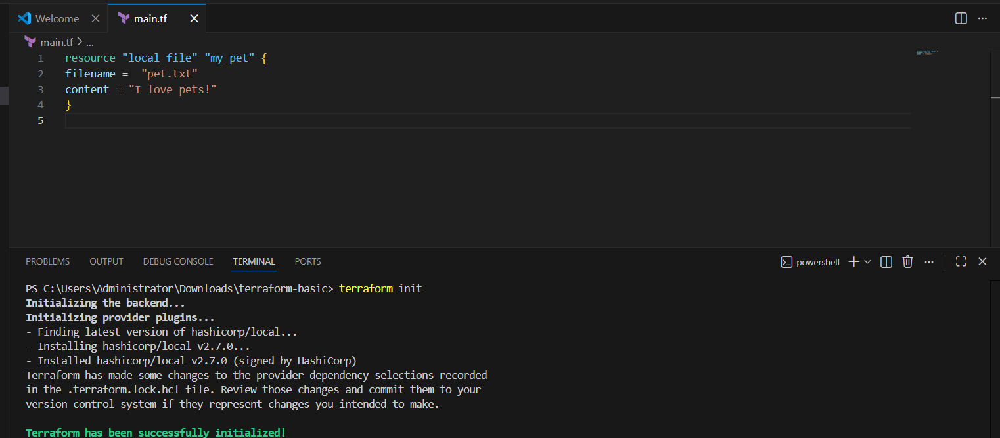 Welcome
main.tf
main.tf > ...
1 resource "local_file" "my_pet" {
2 filename =  "pet.txt"
3 content = "I love pets!"
4 }
5
PROBLEMS OUTPUT DEBUG CONSOLE TERMINAL PORTS
powershell
PS C:\Users\Administrator\Downloads\terraform-basic> terraform init
Initializing the backend...
Initializing provider plugins...
- Finding latest version of hashicorp/local...
- Installing hashicorp/local v2.7.0...
- Installed hashicorp/local v2.7.0 (signed by HashiCorp)
Terraform has made some changes to the provider dependency selections recorded
in the .terraform.lock.hcl file. Review those changes and commit them to your
version control system if they represent changes you intended to make.
Terraform has been successfully initialized!